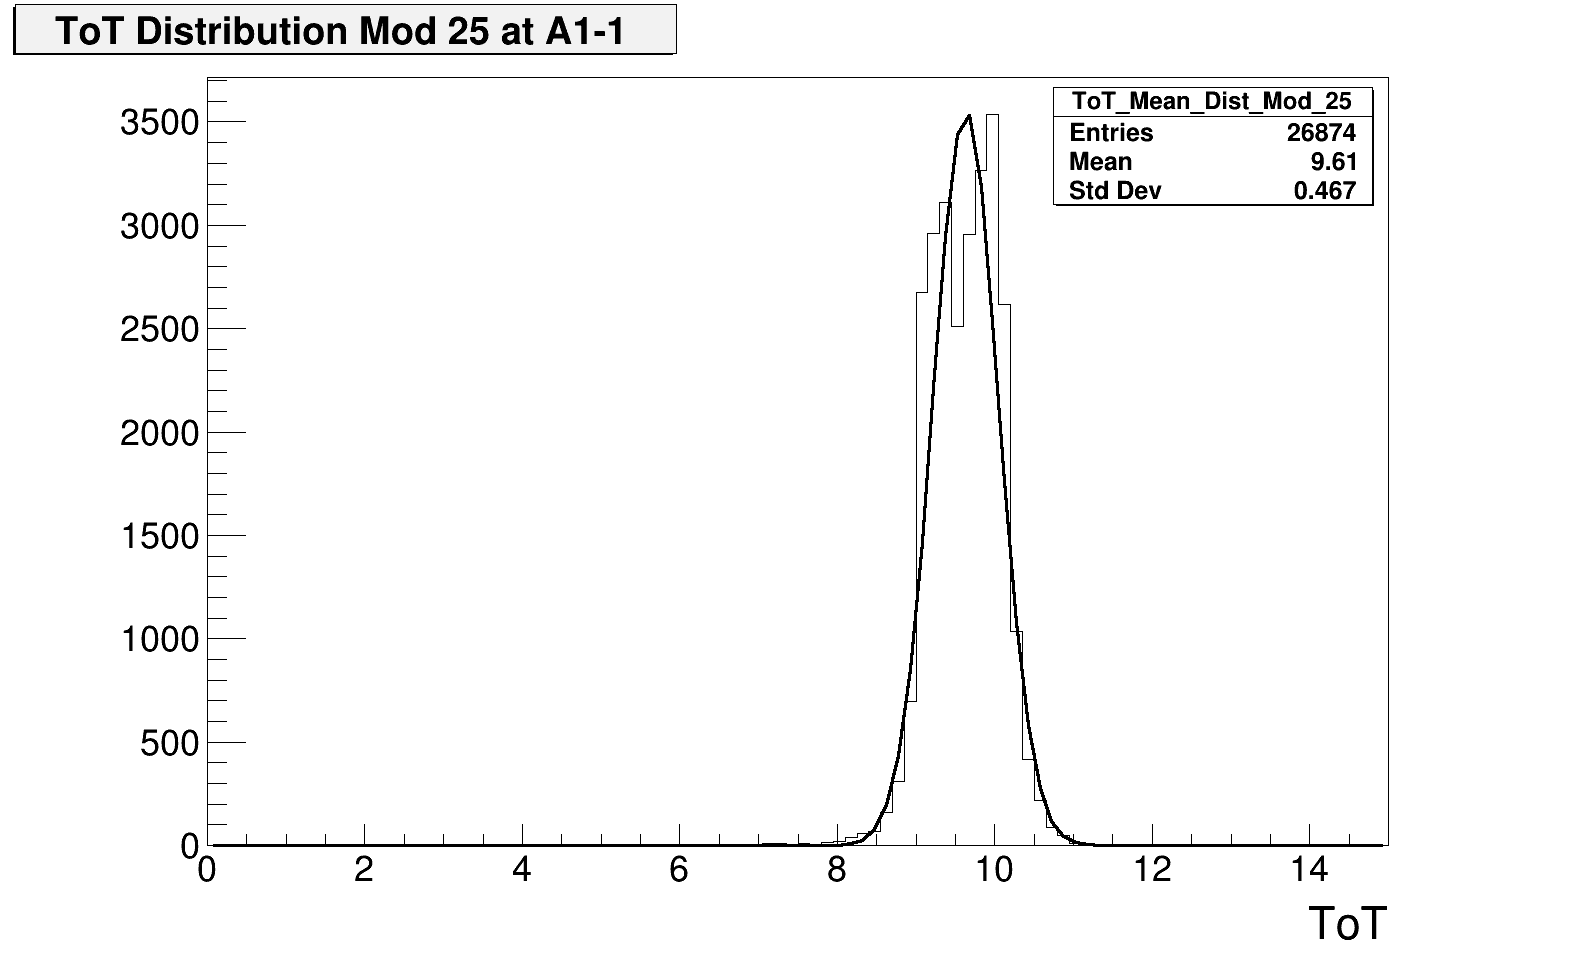 ToT Distribution Mod 25 at A1-1
ToT_Mean_Dist_Mod_25
Entries 26874
Mean 9.61
Std Dev 0.467
3500
3000
2500
2000
1500
1000
500
0
0 2 4 6 8 10 12 14
ToT